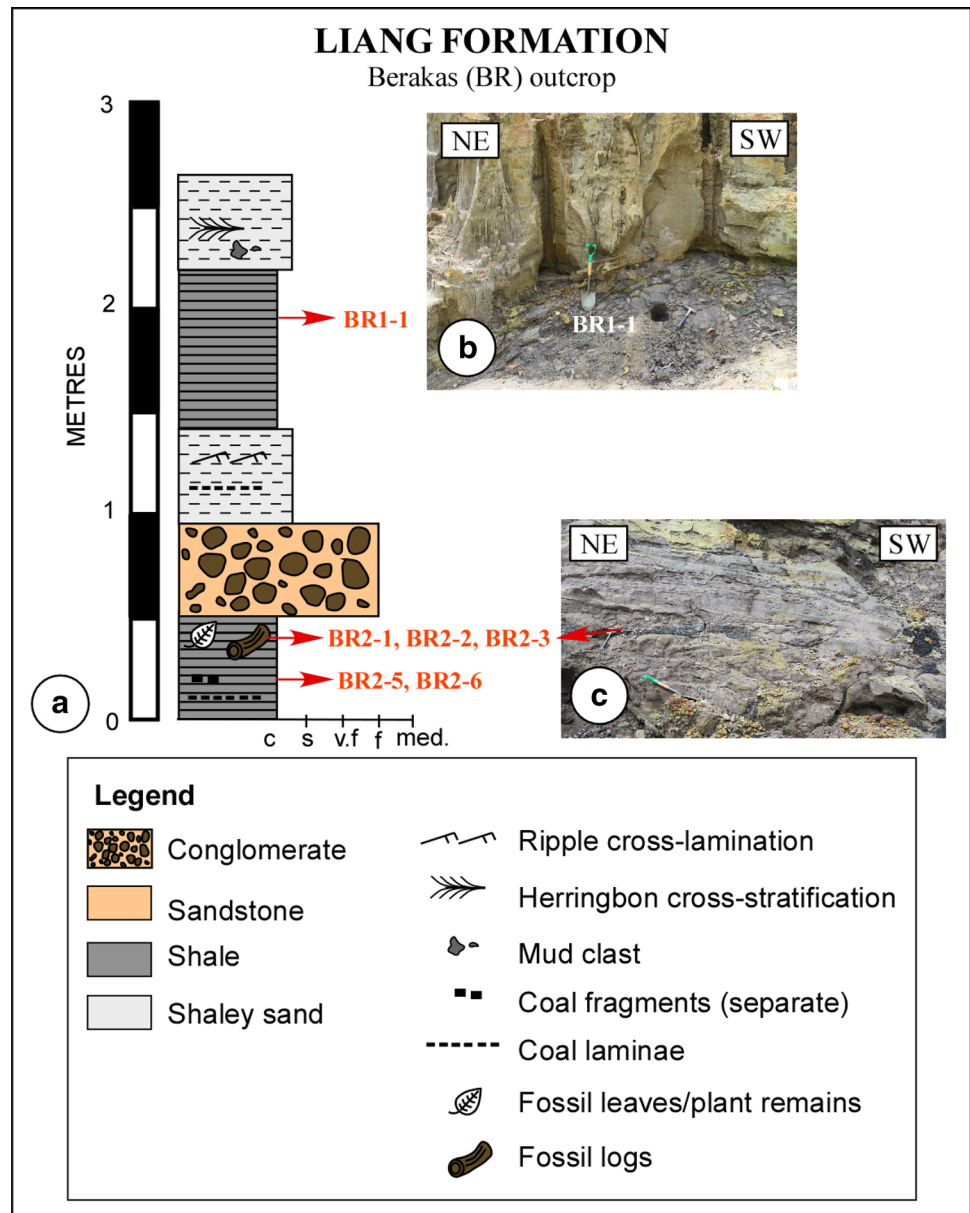 LIANG FORMATION
Berakas (BR) outcrop
3
2
1
0
METRES
BR1-1
BR2-1, BR2-2, BR2-3
BR2-5, BR2-6
a
c s v.f f med.
NE SW
BR1-1
b
NE SW
c
Legend
Conglomerate
Sandstone
Shale
Shaley sand
Ripple cross-lamination
Herringbon cross-stratification
Mud clast
Coal fragments (separate)
Coal laminae
Fossil leaves/plant remains
Fossil logs